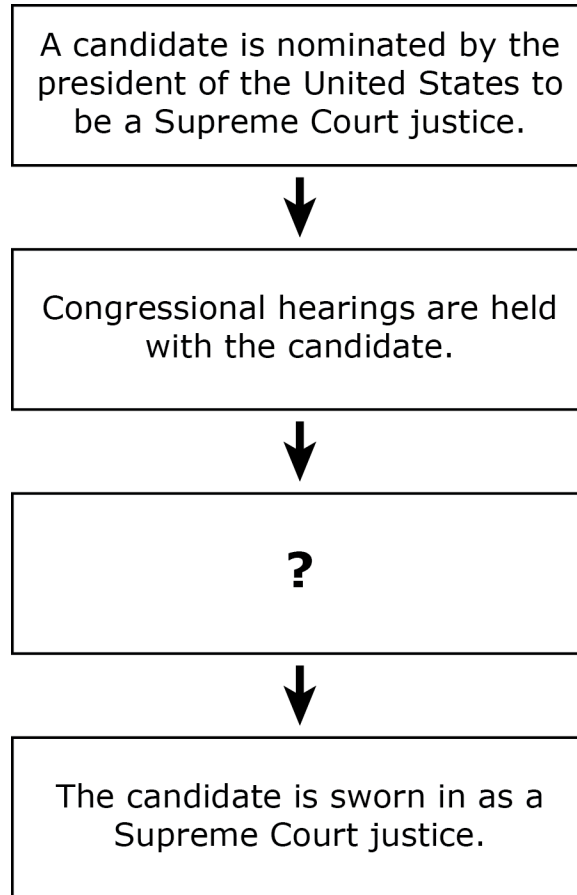 A candidate is nominated by the
president of the United States to
be a Supreme Court justice.
Congressional hearings are held
with the candidate.
?
The candidate is sworn in as a
Supreme Court justice.